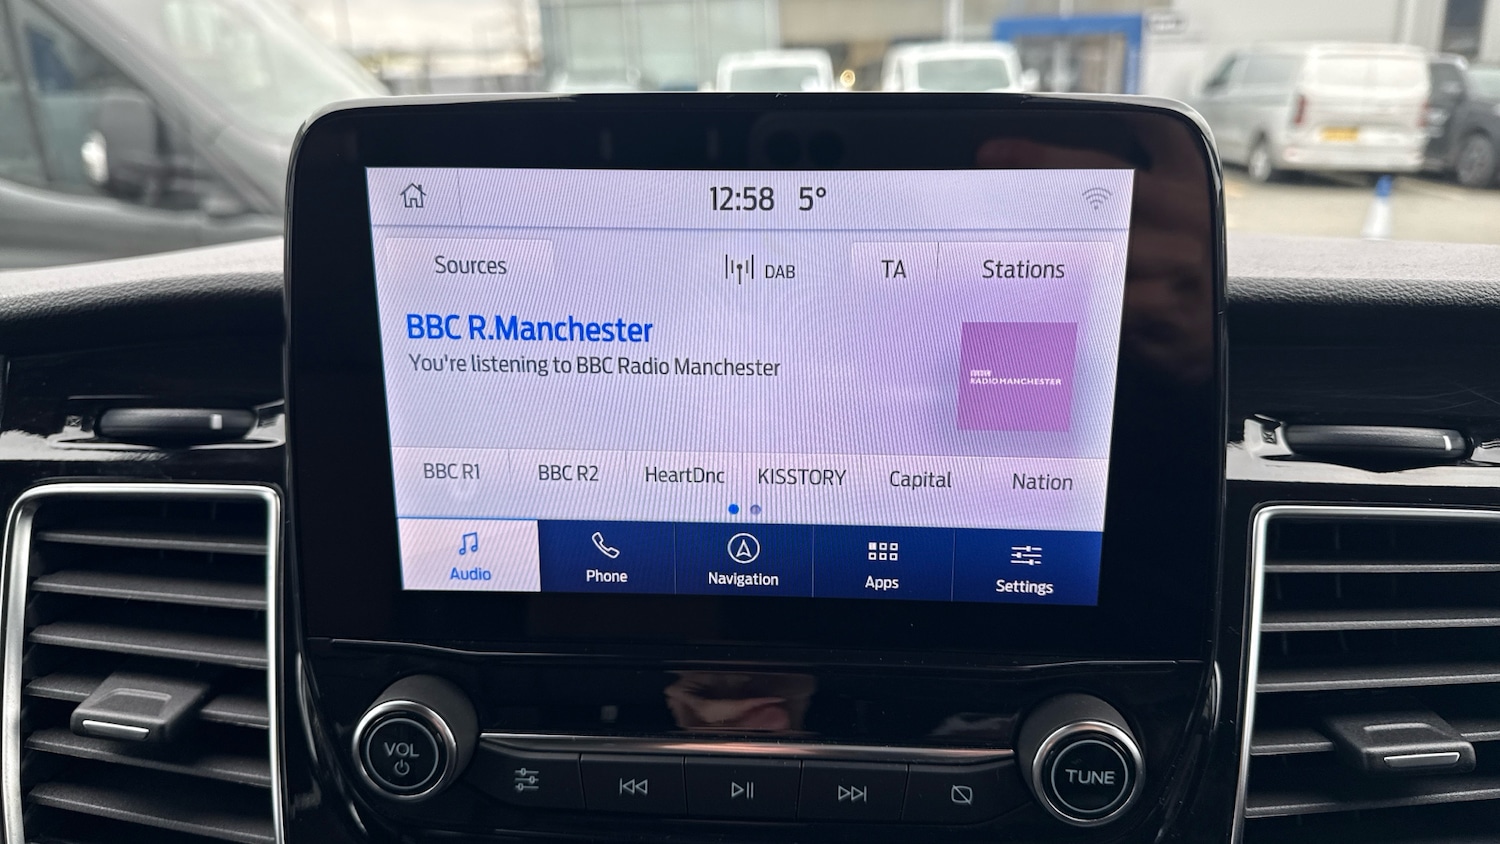 12:58 5°
Sources DAB TA Stations
BBC R.Manchester
You're listening to BBC Radio Manchester
BBC
RADIO MANCHESTER
BBC R1 BBC R2 HeartDnc KISSTORY Capital Nation
Audio Phone Navigation Apps Settings
VOL TUNE